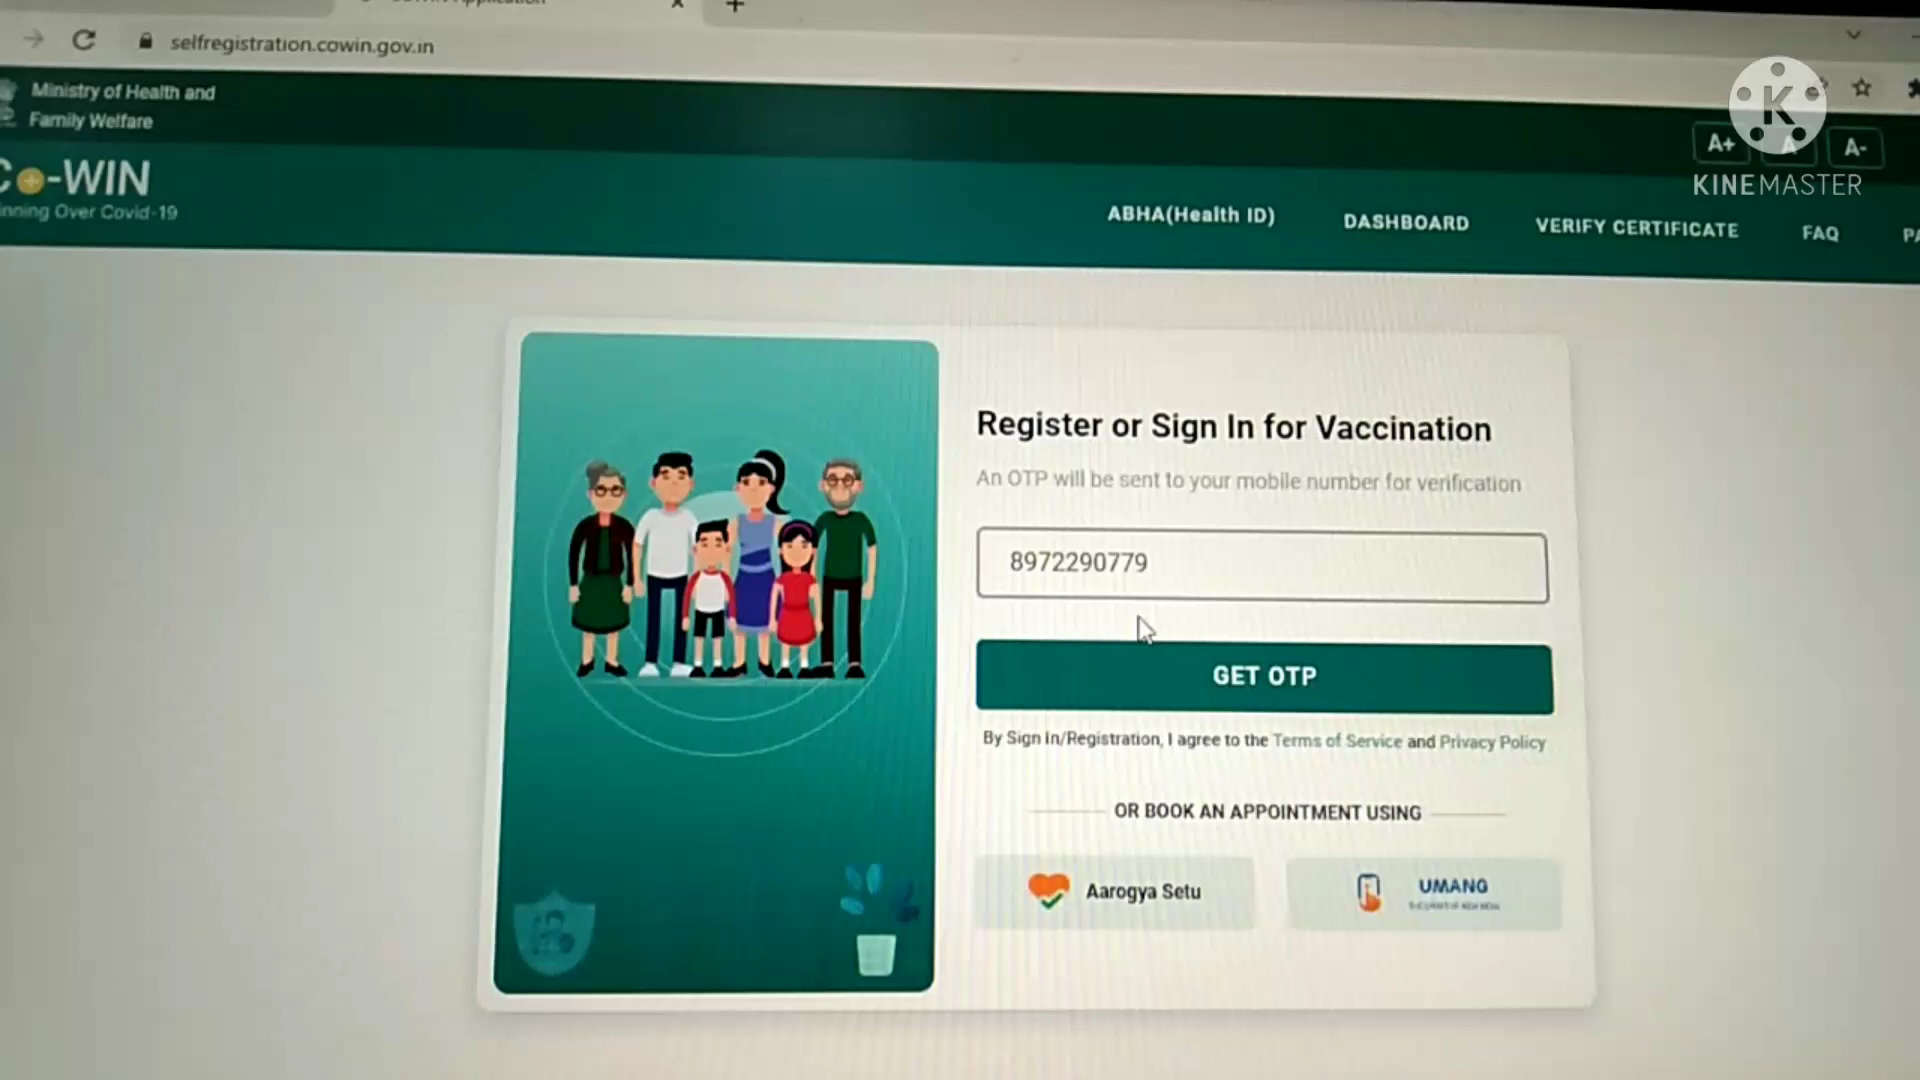 selfregistration.cowin.gov.in
Ministry of Health and
Family Welfare
A+
A
A-
KINEMASTER
-WIN
Over Covid-19
ABHA(Health ID)
DASHBOARD
VERIFY CERTIFICATE
FAQ
Register or Sign In for Vaccination
An OTP will be sent to your mobile number for verification
8972290779
GET OTP
By Sign In/Registration, I agree to the Terms of Service and Privacy Policy
OR BOOK AN APPOINTMENT USING
Aarogya Setu
UMANG